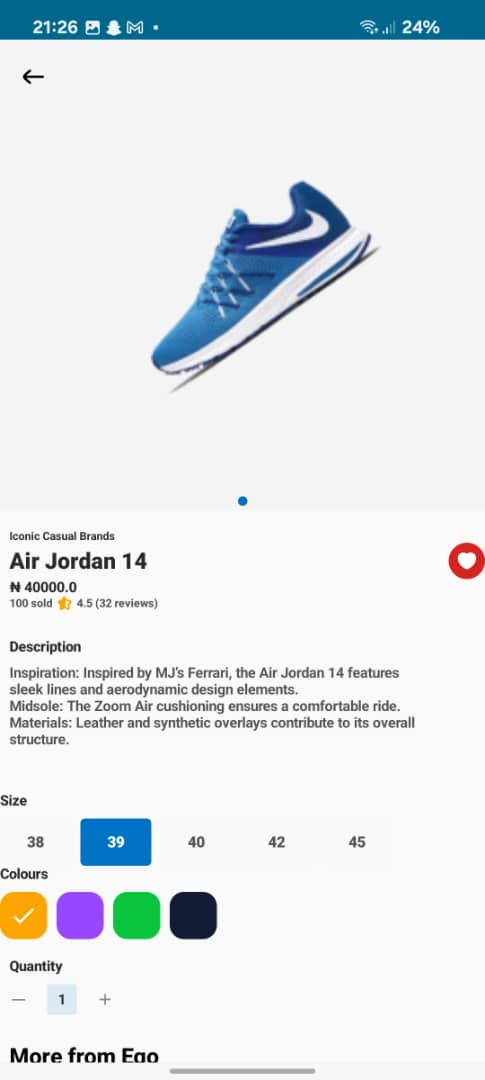 21:26
24%
Iconic Casual Brands
Air Jordan 14
₦ 40000.0
100 sold 4.5 (32 reviews)
Description
Inspiration: Inspired by MJ's Ferrari, the Air Jordan 14 features
sleek lines and aerodynamic design elements.
Midsole: The Zoom Air cushioning ensures a comfortable ride.
Materials: Leather and synthetic overlays contribute to its overall
structure.
Size
38 39 40 42 45
Colours
Quantity
— 1 +
More from Ego